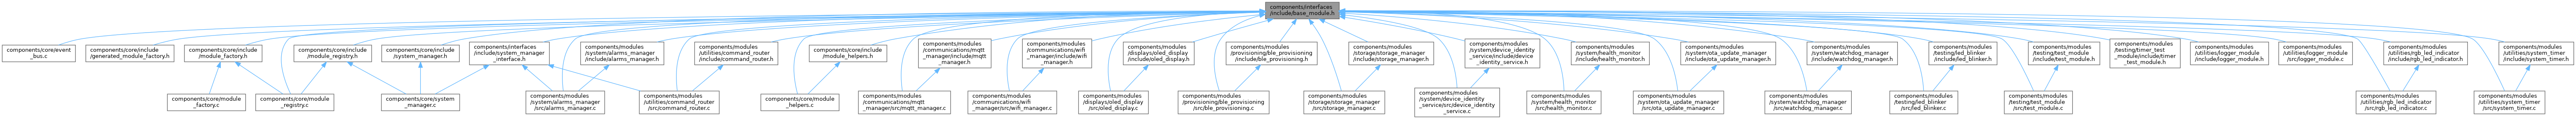 components/interfaces
/include/base_module.h
components/core/event
_bus.c
components/core/include
/generated_module_factory.h
components/core/include
/module_factory.h
components/core/include
/module_registry.h
components/core/include
/system_manager.h
components/interfaces
/include/system_manager
_interface.h
components/modules
/system/alarms_manager
/include/alarms_manager.h
components/modules
/utilities/command_router
/include/command_router.h
components/core/include
/module_helpers.h
components/modules
/communications/mqtt
_manager/include/mqtt
_manager.h
components/modules
/communications/wifi
_manager/include/wifi
_manager.h
components/modules
/displays/oled_display
/include/oled_display.h
components/modules
/provisioning/ble_provisioning
/include/ble_provisioning.h
components/modules
/storage/storage_manager
/include/storage_manager.h
components/modules
/system/device_identity
_service/include/device
_identity_service.h
components/modules
/system/health_monitor
/include/health_monitor.h
components/modules
/system/ota_update_manager
/include/ota_update_manager.h
components/modules
/system/watchdog_manager
/include/watchdog_manager.h
components/modules
/testing/led_blinker
/include/led_blinker.h
components/modules
/testing/test_module
/include/test_module.h
components/modules
/testing/timer_test
_module/include/timer
_test_module.h
components/modules
/utilities/logger_module
/include/logger_module.h
components/modules
/utilities/logger_module
/src/logger_module.c
components/modules
/utilities/rgb_led_indicator
/include/rgb_led_indicator.h
components/modules
/utilities/system_timer
/include/system_timer.h
components/core/module
_factory.c
components/core/module
_registry.c
components/core/system
_manager.c
components/modules
/system/alarms_manager
/src/alarms_manager.c
components/modules
/utilities/command_router
/src/command_router.c
components/core/module
_helpers.c
components/modules
/communications/mqtt
_manager/src/mqtt_manager.c
components/modules
/communications/wifi
_manager/src/wifi_manager.c
components/modules
/displays/oled_display
/src/oled_display.c
components/modules
/provisioning/ble_provisioning
/src/ble_provisioning.c
components/modules
/storage/storage_manager
/src/storage_manager.c
components/modules
/system/device_identity
_service/src/device_identity
_service.c
components/modules
/system/health_monitor
/src/health_monitor.c
components/modules
/system/ota_update_manager
/src/ota_update_manager.c
components/modules
/system/watchdog_manager
/src/watchdog_manager.c
components/modules
/testing/led_blinker
/src/led_blinker.c
components/modules
/testing/test_module
/src/test_module.c
components/modules
/utilities/rgb_led_indicator
/src/rgb_led_indicator.c
components/modules
/utilities/system_timer
/src/system_timer.c